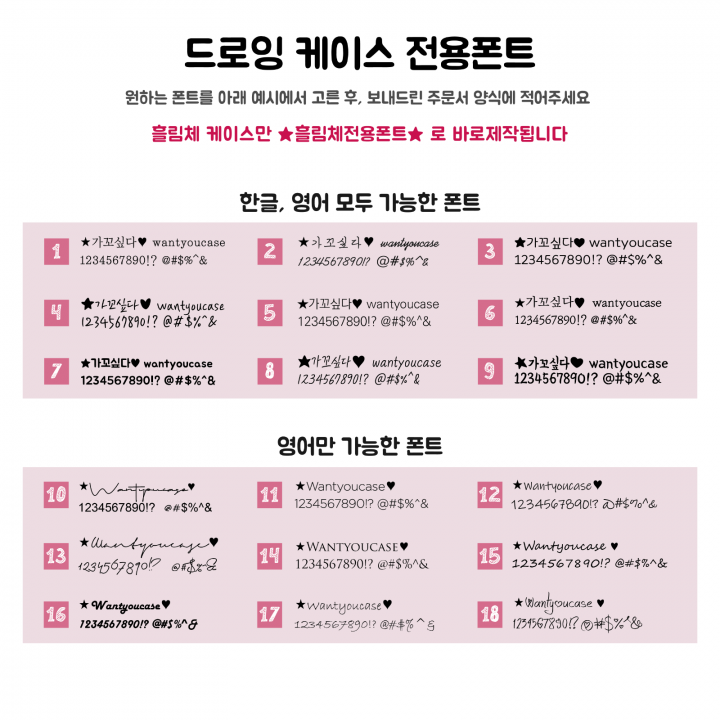 드로잉 케이스 전용폰트
원하는 폰트를 아래 예시에서 고른 후, 보내드린 주문서 양식에 적어주세요
흘림체 케이스만 ★흘림체전용폰트★ 로 바로제작됩니다
한글, 영어 모두 가능한 폰트
1 ★가꼬싶다♥ wantyoucase
1234567890!? @#$%^&
2 ★가꼬싶다♥ wantyoucase
1234567890!? @#$%^&
3 ★가꼬싶다♥ wantyoucase
1234567890!? @#$%^&
4 ★가꼬싶다♥ wantyoucase
1234567890!? @#$%^&
5 ★가꼬싶다♥ wantyoucase
1234567890!? @#$%^&
6 ★가꼬싶다♥ wantyoucase
1234567890!? @#$%^&
7 ★가꼬싶다♥ wantyoucase
1234567890!? @#$%^&
8 ★가꼬싶다♥ wantyoucase
1234567890!? @#$%^&
9 ★가꼬싶다♥ wantyoucase
1234567890!? @#$%^&
영어만 가능한 폰트
10 ★Wantyoucase♥
1234567890!? @#$%^&
11 ★Wantyoucase♥
1234567890!? @#$%^&
12 ★Wantyoucase♥
1234567890!? @#$%^&
13 ★Wantyoucase♥
1234567890!? @#$%^&
14 ★WANTYOUCASE♥
1234567890!? @#$%^&
15 ★Wantyoucase ♥
1234567890!? @#$%^&
16 ★Wantyoucase♥
1234567890!? @#$%^&
17 ★Wantyoucase♥
1234567890!? @#$% ^ &
18 ★Wantyoucase ♥
1234567890!? @#$%^&